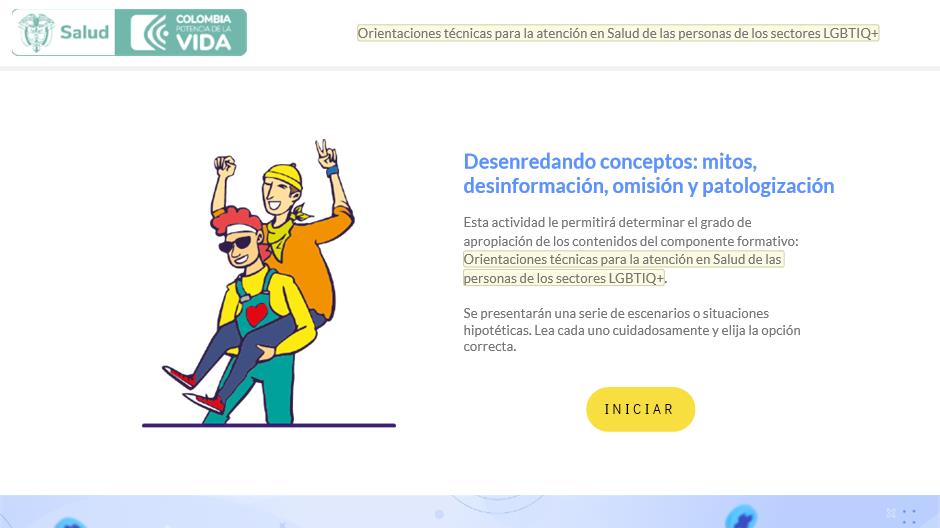 Salud
COLOMBIA
POTENCIA DE LA
VIDA
Orientaciones técnicas para la atención en Salud de las personas de los sectores LGBTIQ+
Desenredando conceptos: mitos,
desinformación, omisión y patologización
Esta actividad le permitirá determinar el grado de
apropiación de los contenidos del componente formativo:
Orientaciones técnicas para la atención en Salud de las
personas de los sectores LGBTIQ+.
Se presentarán una serie de escenarios o situaciones
hipotéticas. Lea cada uno cuidadosamente y elija la opción
correcta.
INICIAR